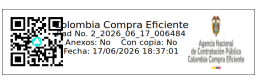 Colombia Compra Eficiente
Rad No. 2_2026_06_17_006484
Anexos: No Con copia: No
Fecha: 17/06/2026 18:37:01
Agencia Nacional
de Contratación Pública
Colombia Compra Eficiente